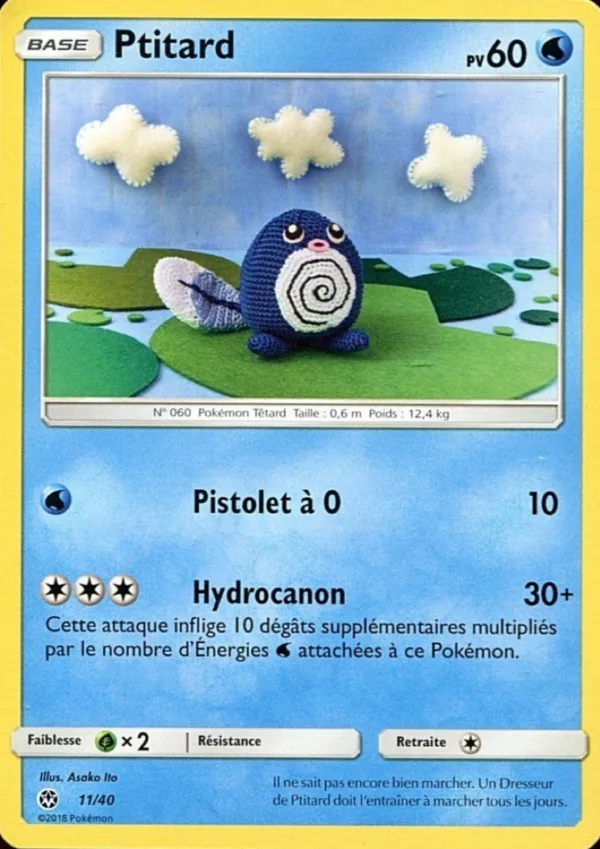 BASE Ptitard PV60
N° 060 Pokémon Têtard Taille : 0,6 m Poids : 12,4 kg
Pistolet à O 10
Hydrocanon 30+
Cette attaque inflige 10 dégâts supplémentaires multipliés
par le nombre d'Énergies attachées à ce Pokémon.
Faiblesse ×2 Résistance Retraite
Illus. Asako Ito
11/40
©2018 Pokémon
Il ne sait pas encore bien marcher. Un Dresseur
de Ptitard doit l'entraîner à marcher tous les jours.